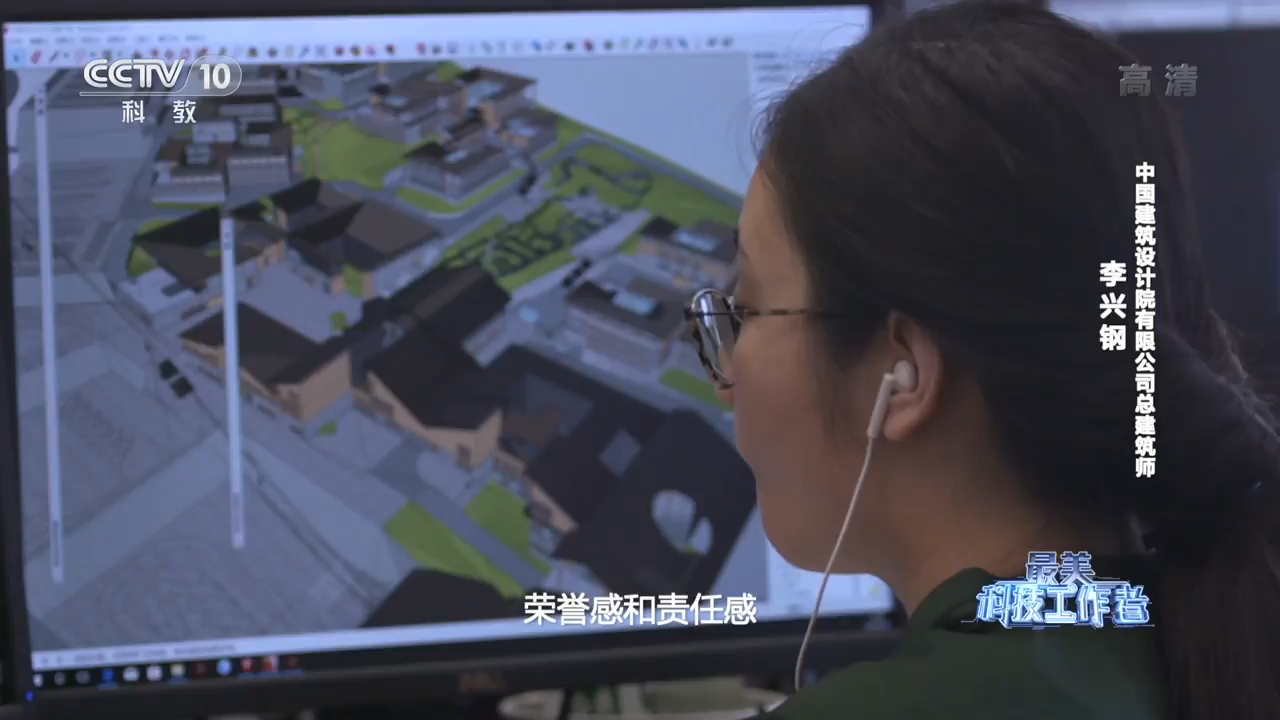 CCTV 10
科教
高清
中国建筑设计院有限公司总建筑师
李兴钢
荣誉感和责任感
最美
科技工作者